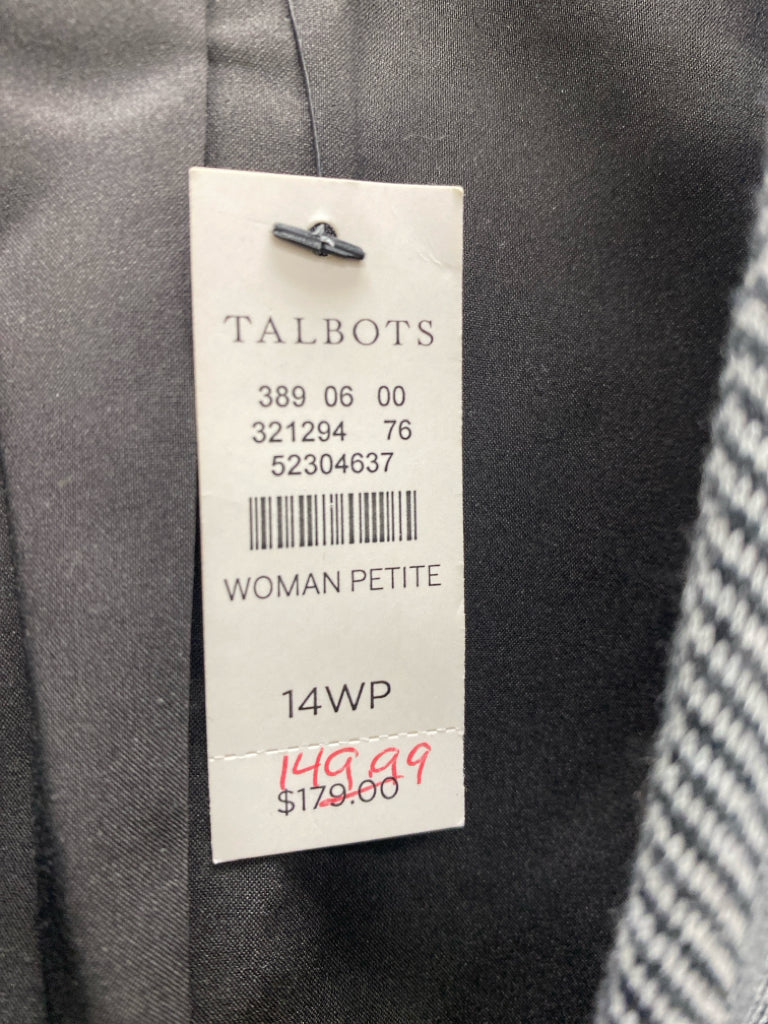 TALBOTS
389 06 00
321294 76
52304637
WOMAN PETITE
14WP
149.99
$179.00